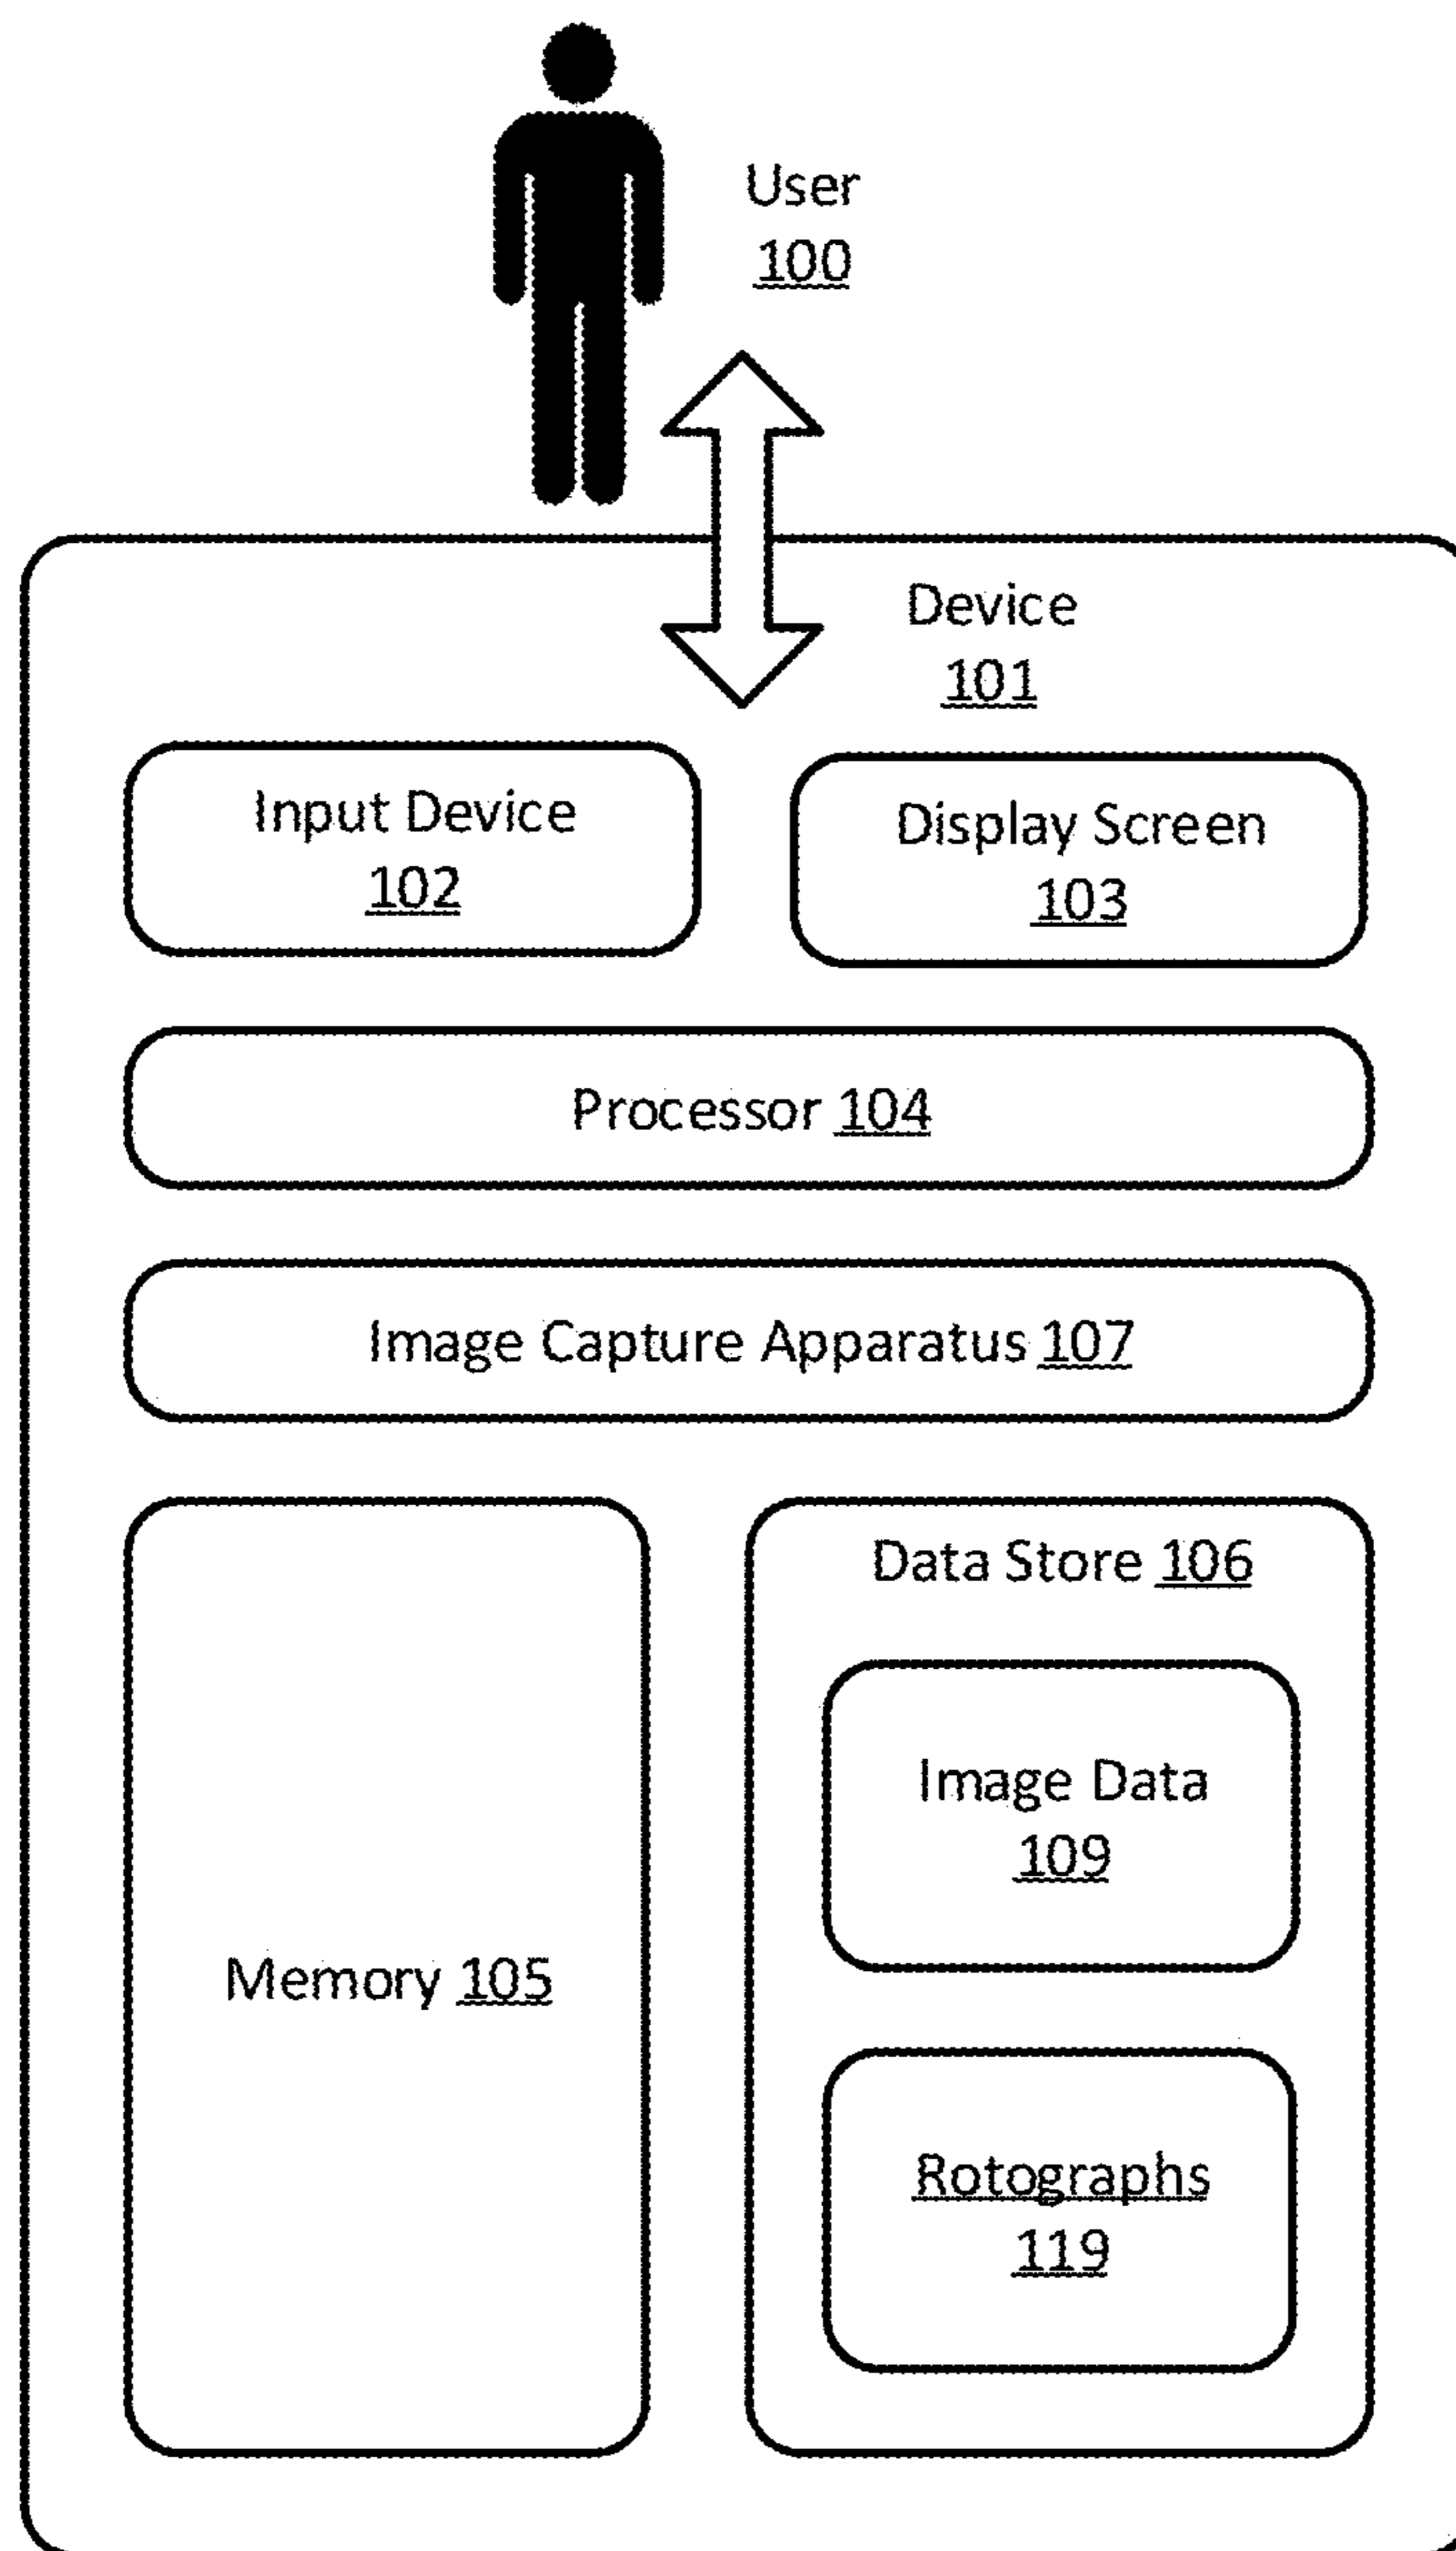 User
100
Device
101
Input Device
102
Display Screen
103
Processor 104
Image Capture Apparatus 107
Memory 105
Data Store 106
Image Data
109
Rotographs
119